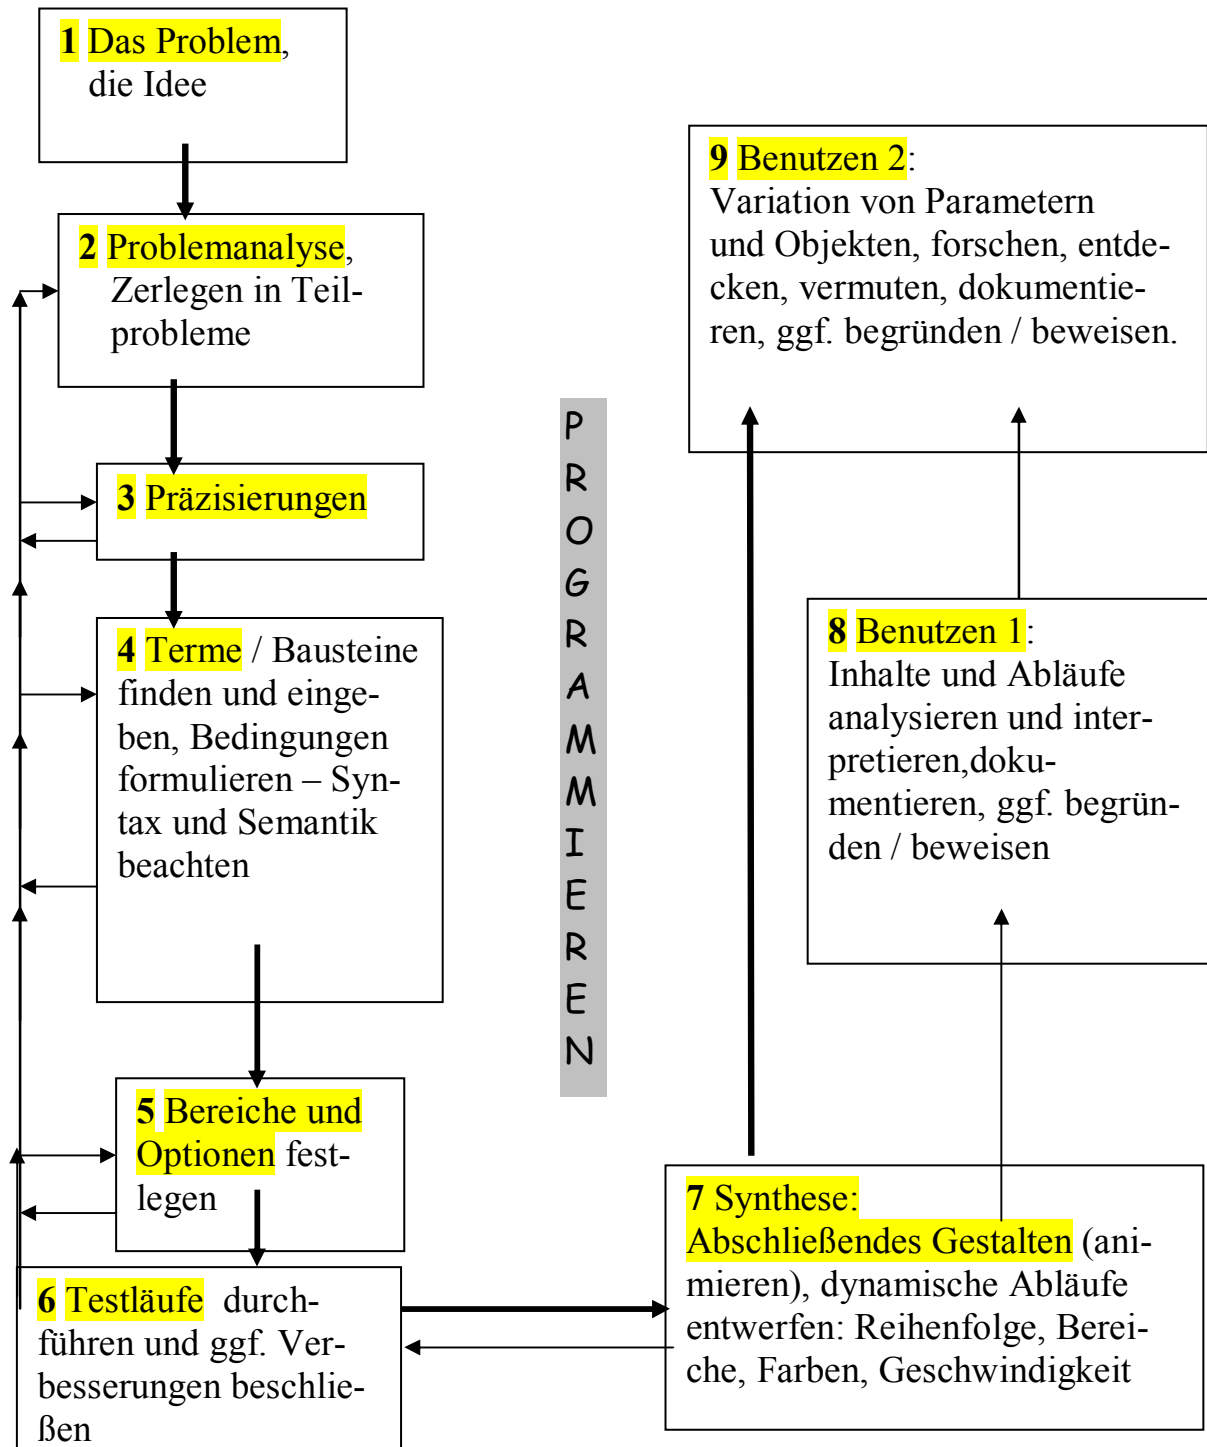 1 Das Problem,
die Idee
2 Problemanalyse,
Zerlegen in Teil-
probleme
3 Präzisierungen
4 Terme / Bausteine
finden und einge-
ben, Bedingungen
formulieren – Syn-
tax und Semantik
beachten
5 Bereiche und
Optionen fest-
legen
6 Testläufe durch-
führen und ggf. Ver-
besserungen beschlie-
ßen
P
R
O
G
R
A
M
M
I
E
R
E
N
7 Synthese:
Abschließendes Gestalten (ani-
mieren), dynamische Abläufe
entwerfen: Reihenfolge, Berei-
che, Farben, Geschwindigkeit
8 Benutzen 1:
Inhalte und Abläufe
analysieren und inter-
pretieren,doku-
mentieren, ggf. begrün-
den / beweisen
9 Benutzen 2:
Variation von Parametern
und Objekten, forschen, entde-
cken, vermuten, dokumentie-
ren, ggf. begründen / beweisen.